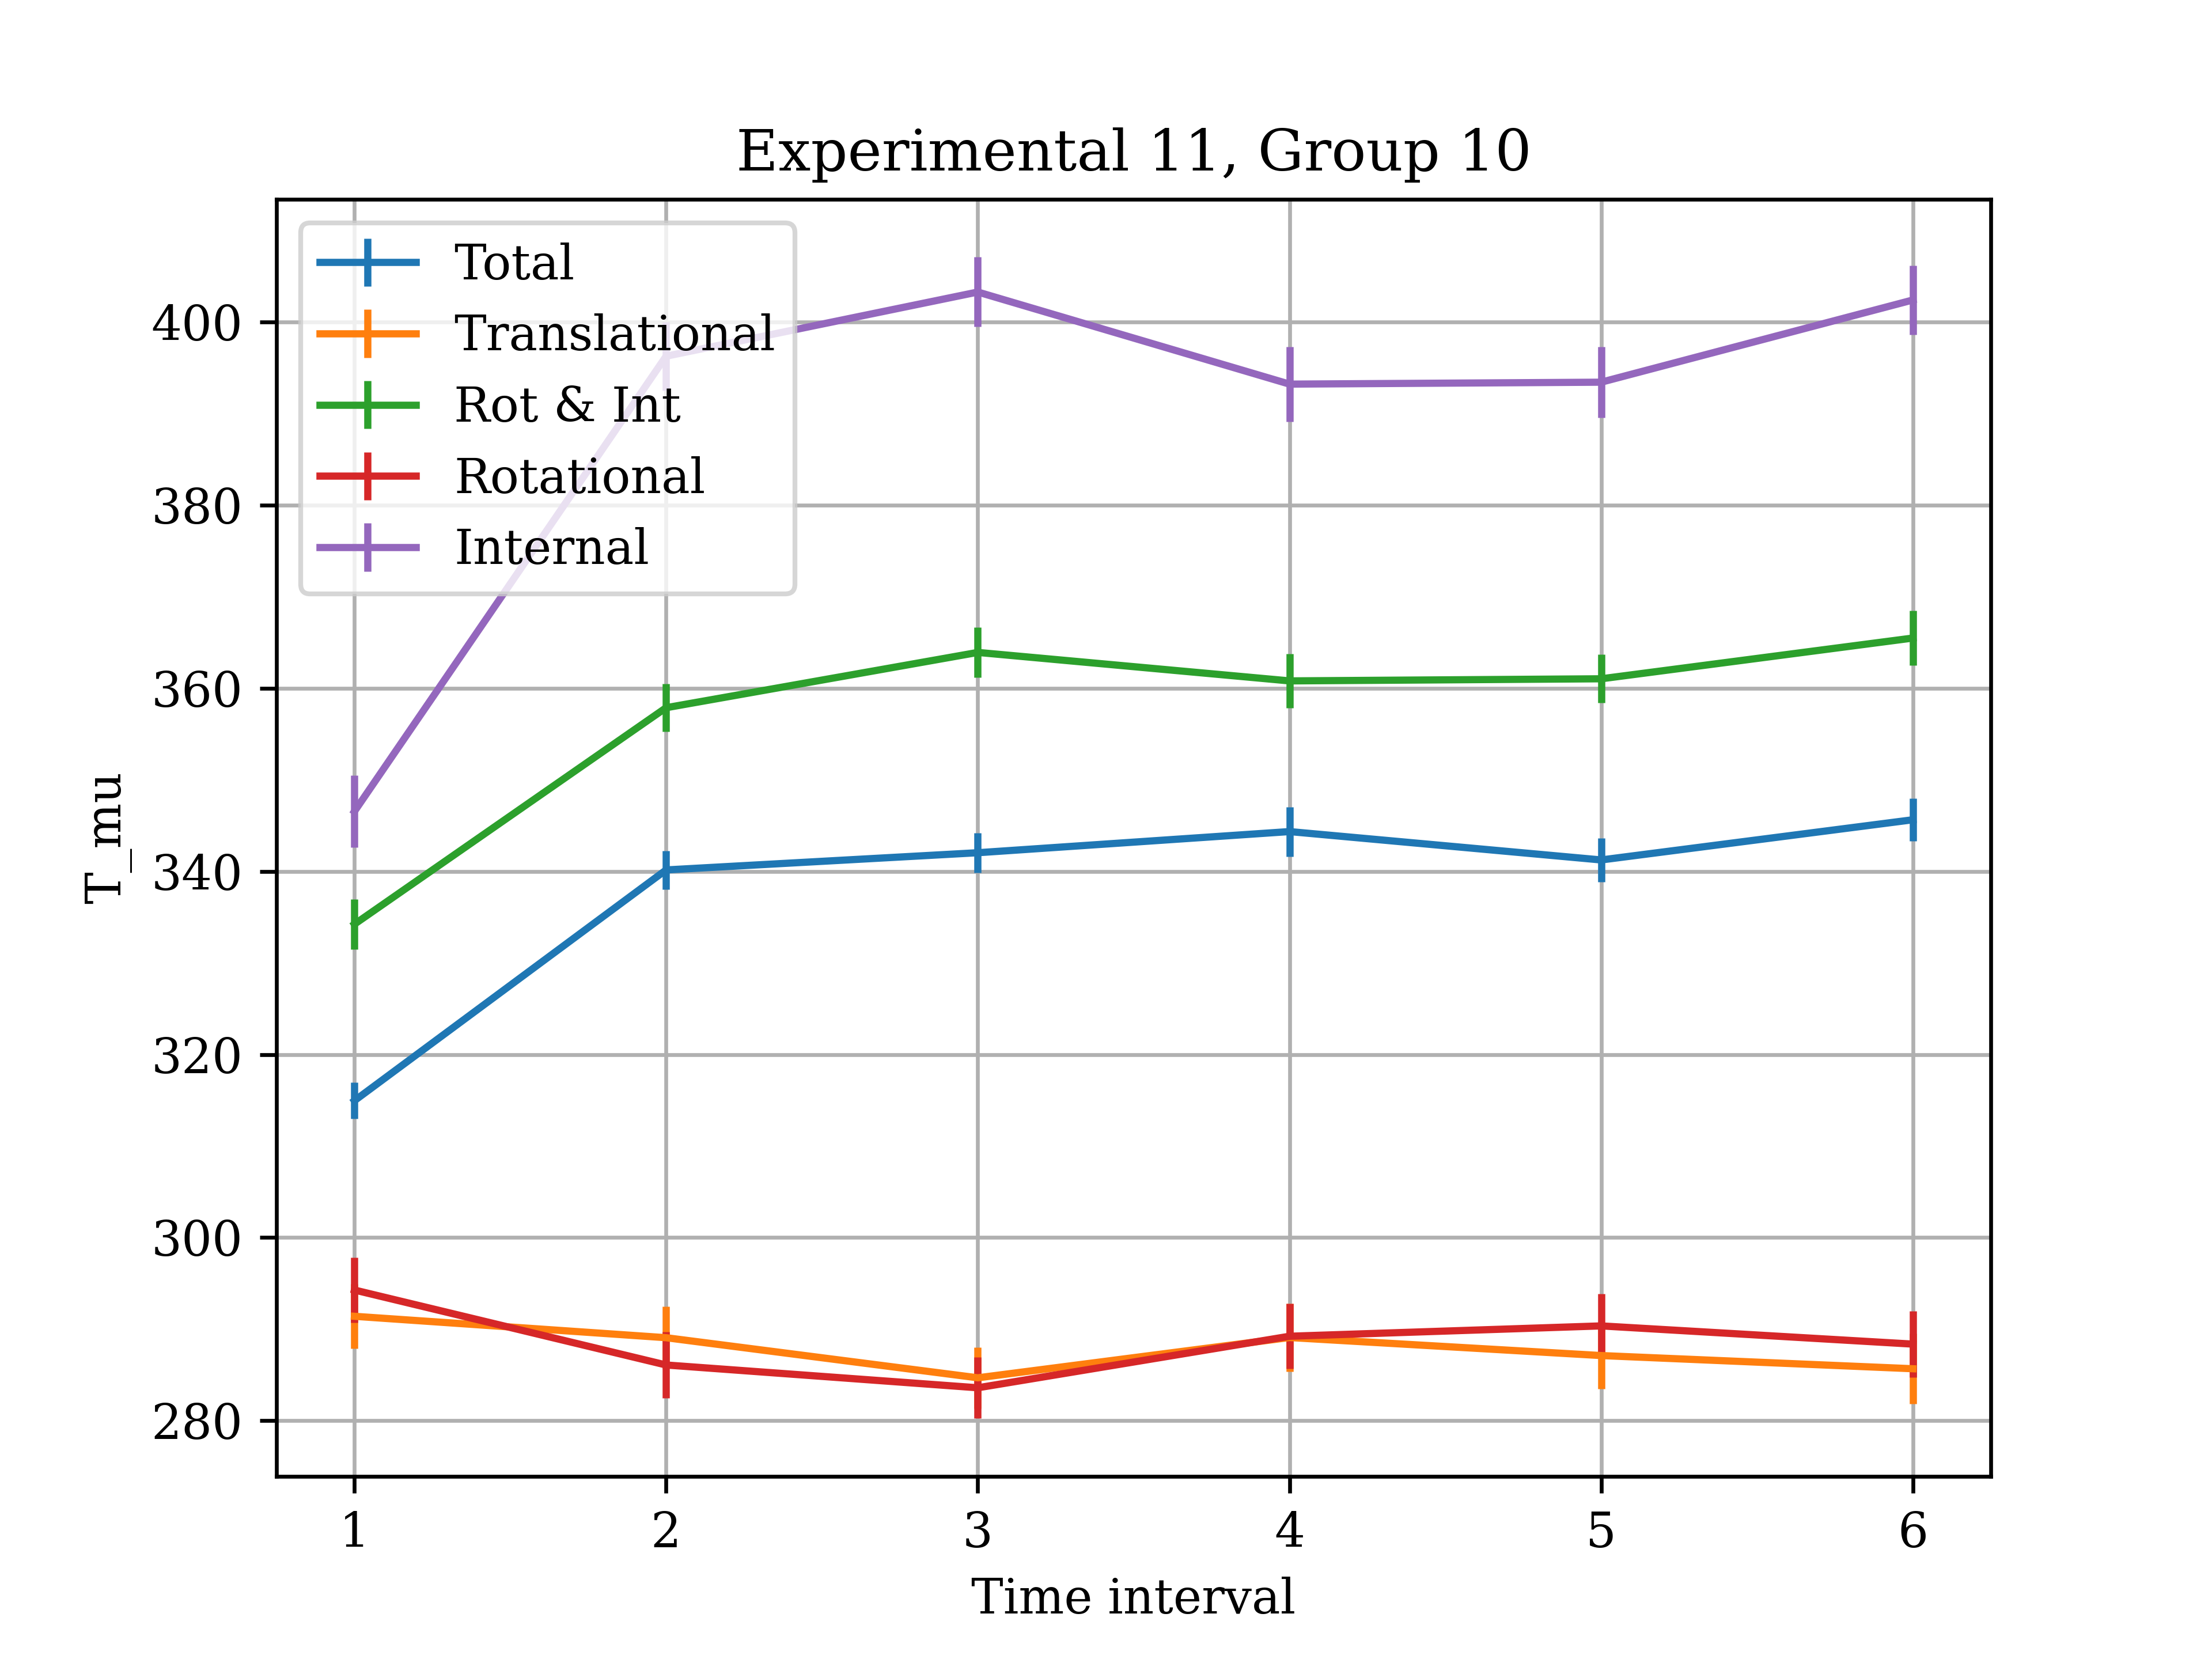 Experimental 11, Group 10
Total
Translational
Rot & Int
Rotational
Internal
400
380
360
340
320
300
280
T_mu
1 2 3 4 5 6
Time interval